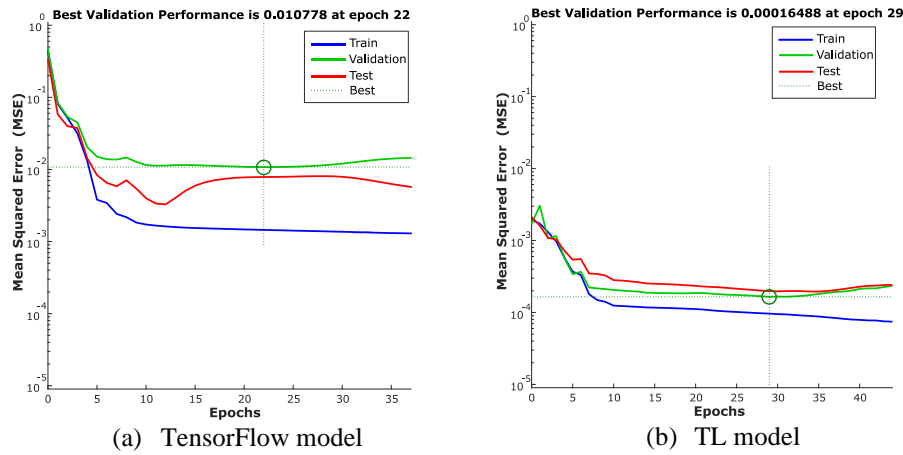 Best Validation Performance is 0.010778 at epoch 22
10^0
10^-1
10^-2
10^-3
10^-4
10^-5
Mean Squared Error (MSE)
Train
Validation
Test
Best
0 5 10 15 20 25 30 35
Epochs
(a) TensorFlow model
Best Validation Performance is 0.00016488 at epoch 29
10^0
10^-1
10^-2
10^-3
10^-4
10^-5
Mean Squared Error (MSE)
Train
Validation
Test
Best
0 5 10 15 20 25 30 35 40
Epochs
(b) TL model